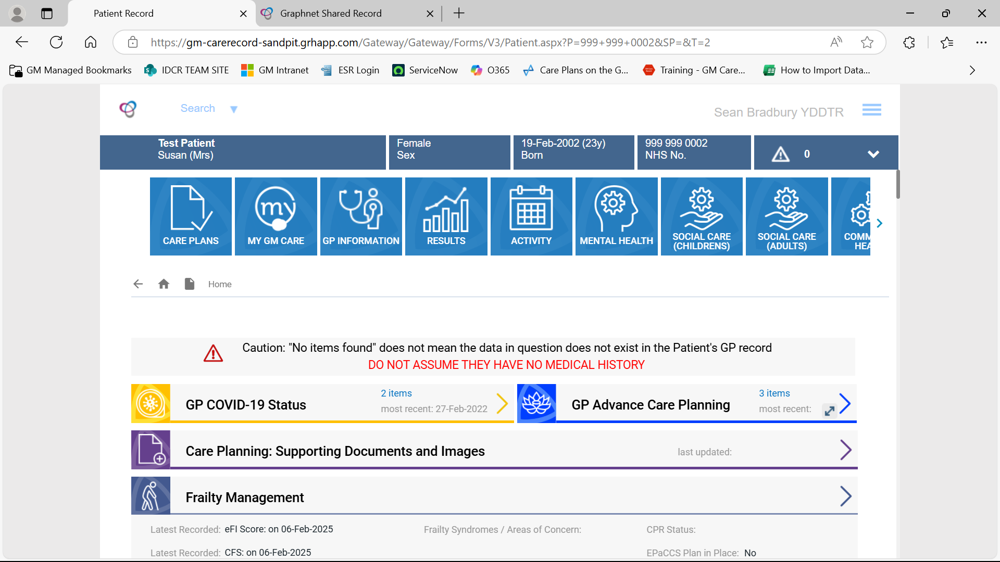 Patient Record
Graphnet Shared Record
https://gm-carerecord-sandpit.grhapp.com/Gateway/Gateway/Forms/V3/Patient.aspx?P=999+999+0002&SP=&T=2
GM Managed Bookmarks
IDCR TEAM SITE
GM Intranet
ESR Login
ServiceNow
O365
Care Plans on the G...
Training - GM Care...
How to Import Data...
Search
Sean Bradbury YDDTR
Test Patient
Susan (Mrs)
Female
Sex
19-Feb-2002 (23y)
Born
999 999 0002
NHS No.
0
CARE PLANS
my
MY GM CARE
GP INFORMATION
RESULTS
ACTIVITY
MENTAL HEALTH
SOCIAL CARE
(CHILDRENS)
SOCIAL CARE
(ADULTS)
COMM
HEA
Home
Caution: "No items found" does not mean the data in question does not exist in the Patient's GP record
DO NOT ASSUME THEY HAVE NO MEDICAL HISTORY
GP COVID-19 Status
2 items
most recent: 27-Feb-2022
GP Advance Care Planning
3 items
most recent:
Care Planning: Supporting Documents and Images
last updated:
Frailty Management
Latest Recorded: eFI Score: on 06-Feb-2025
Frailty Syndromes / Areas of Concern:
CPR Status:
Latest Recorded: CFS: on 06-Feb-2025
EPaCCS Plan in Place: No